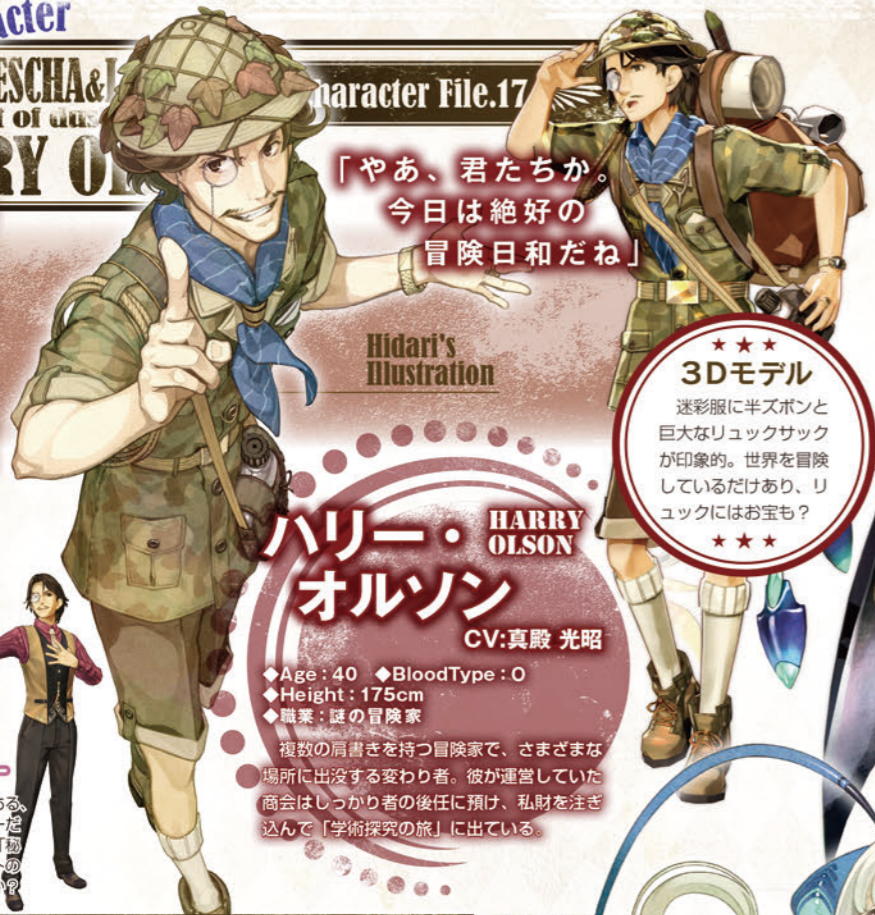 haracter File.17
「やあ、君たちか。
今日は絶好の
冒険日和だね」
Hidari's
Illustration
★★★
3Dモデル
迷彩服に半ズボンと
巨大なリュックサック
が印象的。世界を冒険
しているだけあり、リ
ュックにはお宝も？
★★★
ハリー・
オルソン
HARRY
OLSON
CV:真殿 光昭
◆Age：40 ◆BloodType：O
◆Height：175cm
◆職業：謎の冒険家
複数の肩書きを持つ冒険家で、さまざまな
場所に出没する変わり者。彼が運営していた
商会はしっかり者の後任に預け、私財を注ぎ
込んで「学術探究の旅」に出ている。